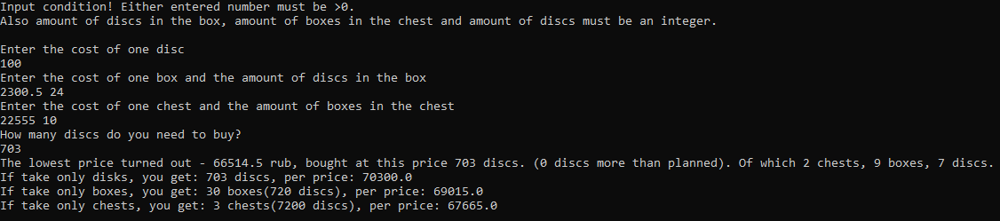 Input condition! Either entered number must be >0.
Also amount of discs in the box, amount of boxes in the chest and amount of discs must be an integer.
Enter the cost of one disc
100
Enter the cost of one box and the amount of discs in the box
2300.5 24
Enter the cost of one chest and the amount of boxes in the chest
22555 10
How many discs do you need to buy?
703
The lowest price turned out - 66514.5 rub, bought at this price 703 discs. (0 discs more than planned). Of which 2 chests, 9 boxes, 7 discs.
If take only disks, you get: 703 discs, per price: 70300.0
If take only boxes, you get: 30 boxes(720 discs), per price: 69015.0
If take only chests, you get: 3 chests(7200 discs), per price: 67665.0